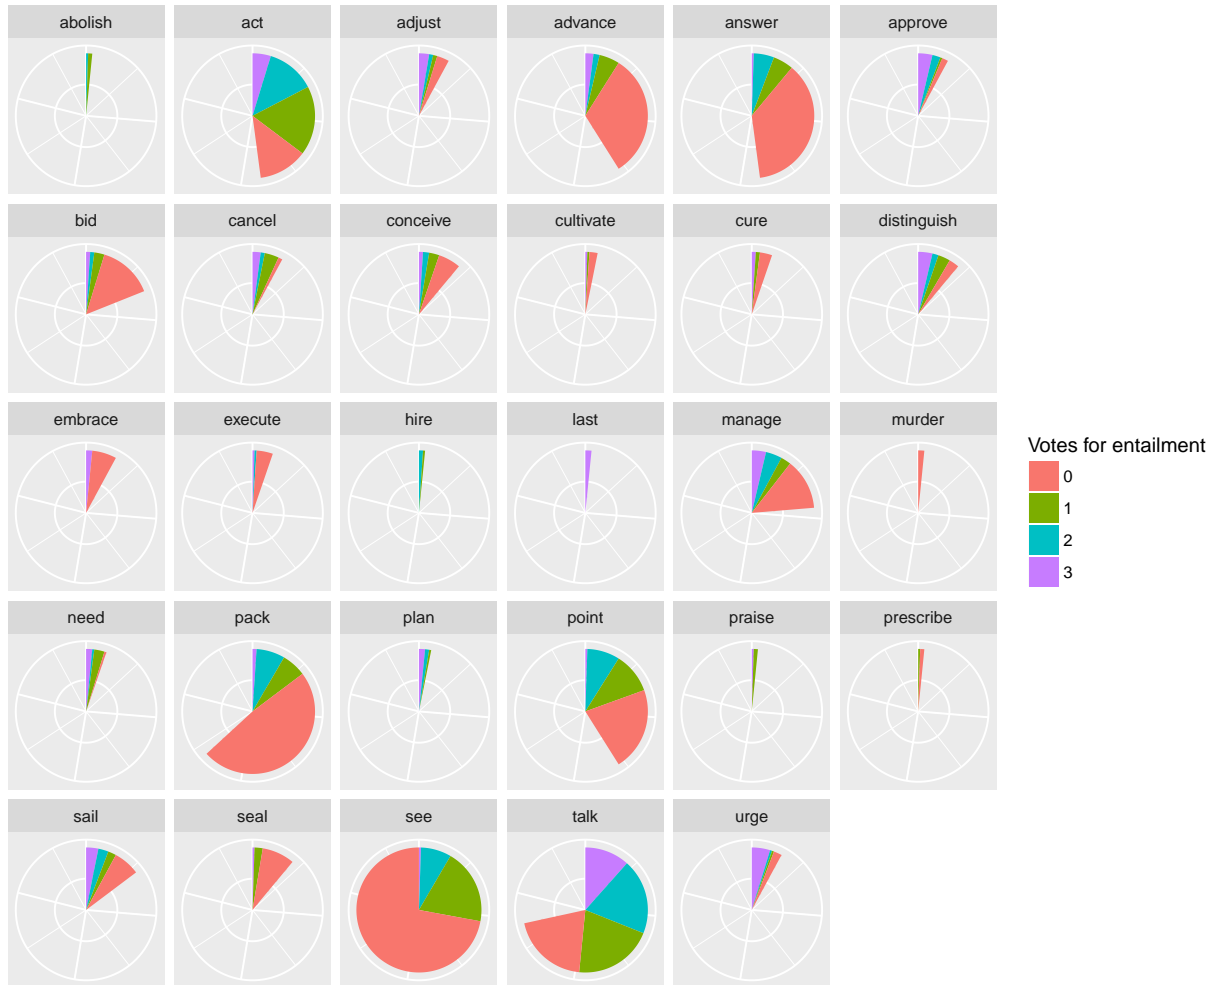 abolish act adjust advance answer approve
bid cancel conceive cultivate cure distinguish
embrace execute hire last manage murder
Votes for entailment
0
1
2
3
need pack plan point praise prescribe
sail seal see talk urge